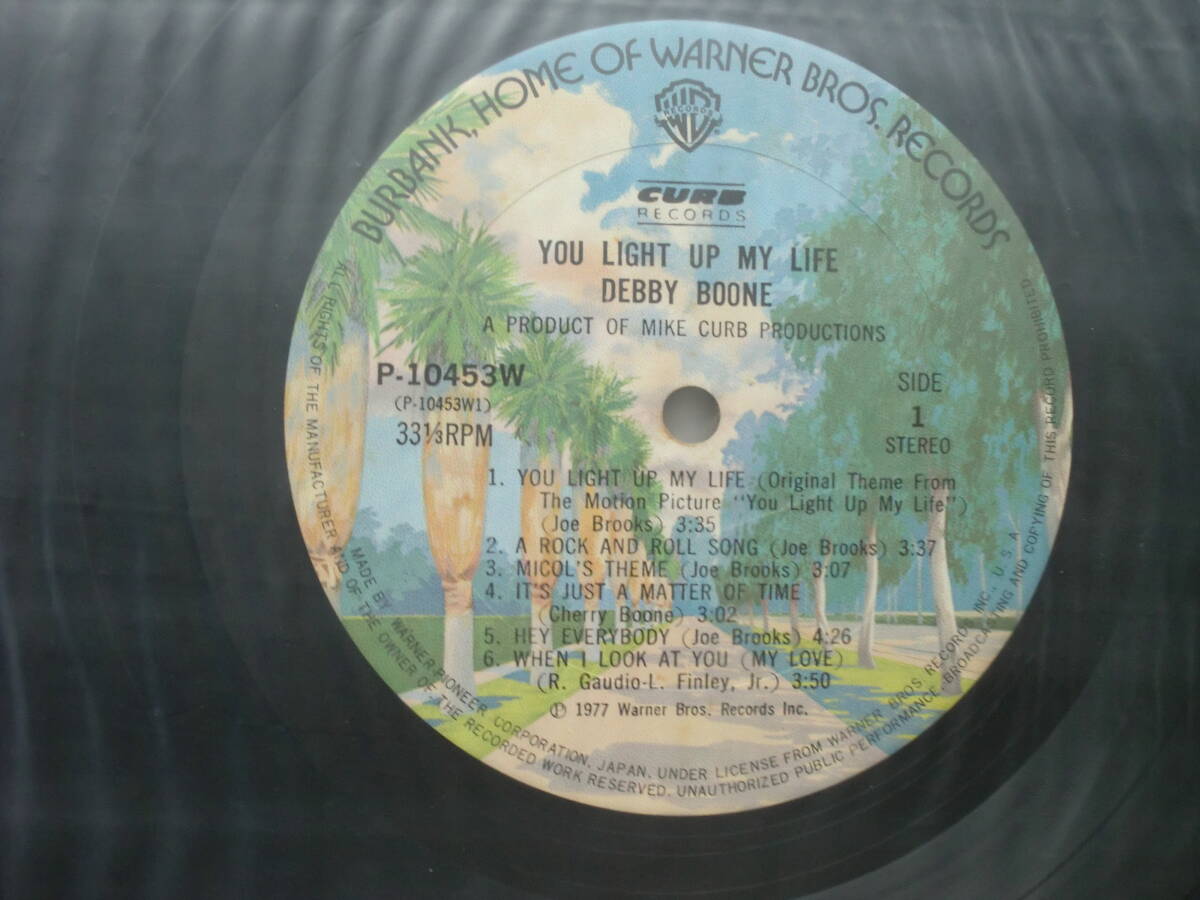 BURBANK, HOME OF WARNER BROS. RECORDS
WB
RECORDS
CURB
RECORDS
YOU LIGHT UP MY LIFE
DEBBY BOONE
A PRODUCT OF MIKE CURB PRODUCTIONS
P-10453W
(P-10453W1)
33⅓RPM
SIDE
1
STEREO
1. YOU LIGHT UP MY LIFE (Original Theme From
The Motion Picture "You Light Up My Life")
(Joe Brooks) 3:35
2. A ROCK AND ROLL SONG (Joe Brooks) 3:37
3. MICOL'S THEME (Joe Brooks) 3:07
4. IT'S JUST A MATTER OF TIME
(Cherry Boone) 3:02
5. HEY EVERYBODY (Joe Brooks) 4:26
6. WHEN I LOOK AT YOU (MY LOVE)
(R. Gaudio-L. Finley, Jr.) 3:50
℗ 1977 Warner Bros. Records Inc.
MADE BY WARNER-PIONEER CORPORATION, JAPAN, UNDER LICENSE FROM WARNER BROS. RECORDS INC., U.S.A.
ALL RIGHTS OF THE MANUFACTURER AND OF THE OWNER OF THE RECORDED WORK RESERVED. UNAUTHORIZED PUBLIC PERFORMANCE, BROADCASTING AND COPYING OF THIS RECORD PROHIBITED